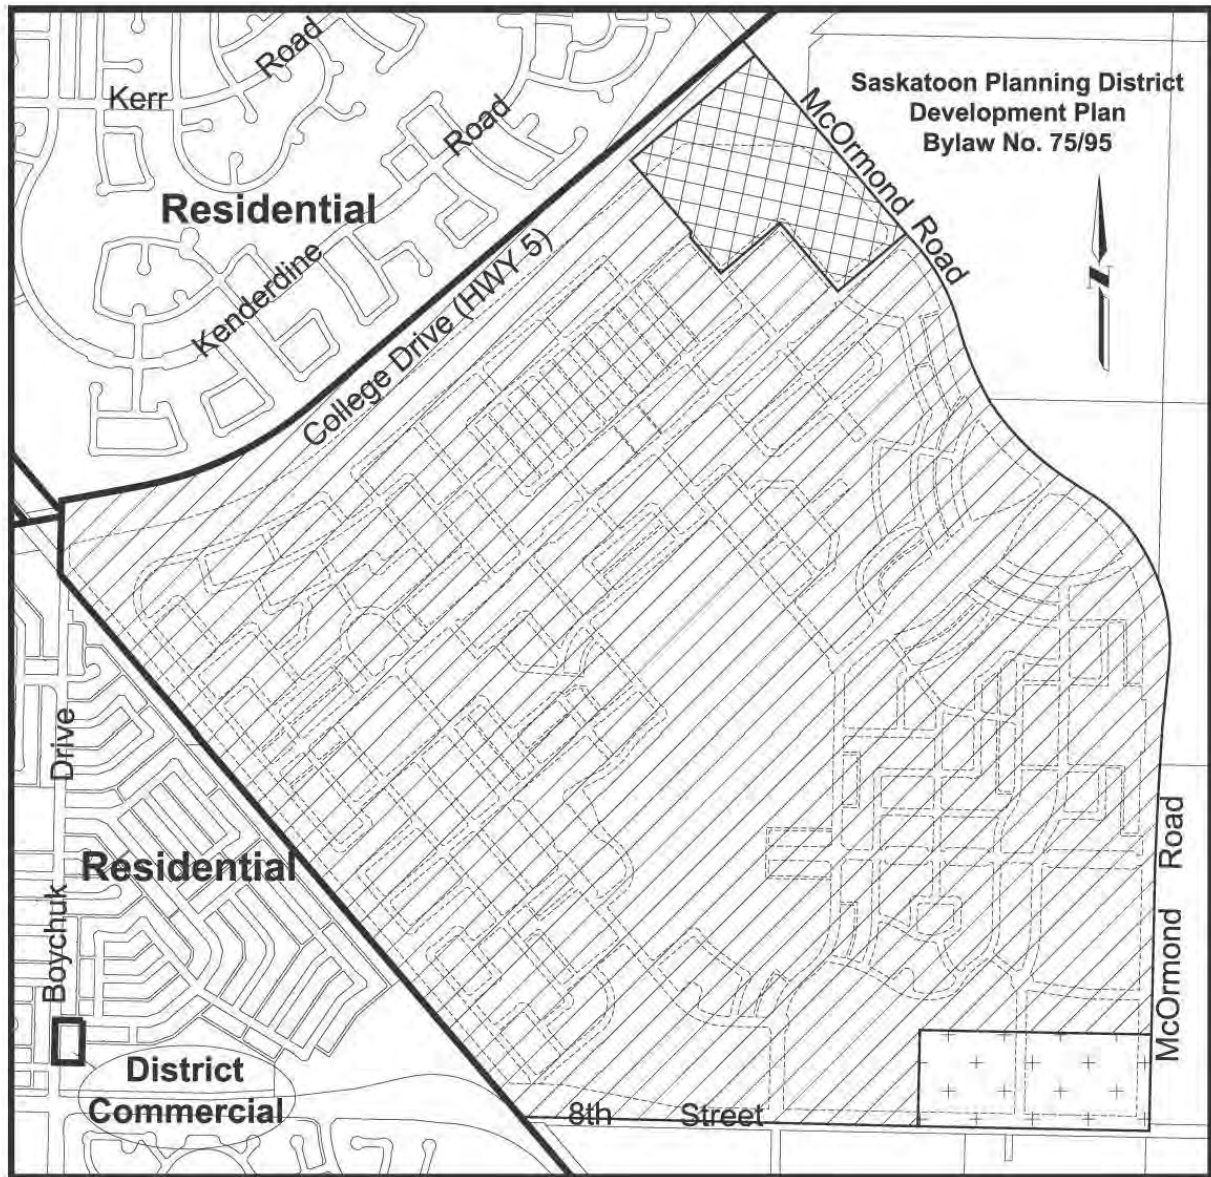 Kerr
Road
Road
Residential
Kenderdine
College Drive (HWY 5)
McOrmond Road
Saskatoon Planning District
Development Plan
Bylaw No. 75/95
N
Residential
Boychuk Drive
District
Commercial
8th Street
McOrmond Road